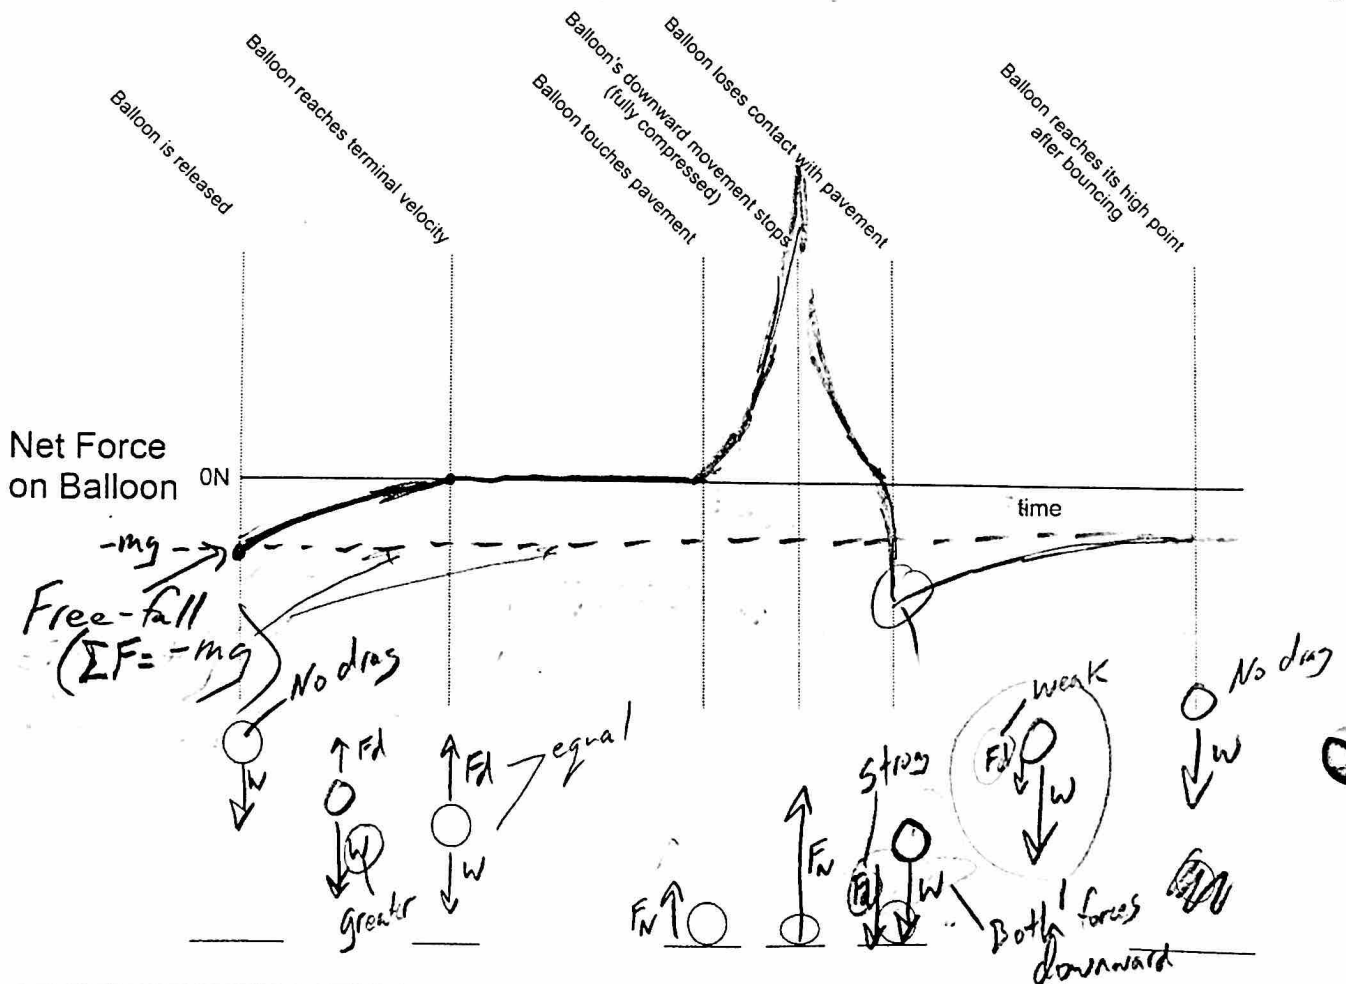 Balloon is released
Balloon reaches terminal velocity
Balloon touches pavement
Balloon's downward movement stops
(fully compressed)
Balloon loses contact with pavement
Balloon reaches its high point
after bouncing
Net Force
on Balloon
0N
time
-mg
Free-fall
(ΣF= -mg
No drag
W
Fd
W
greater
Fd
W
equal
FN
FN
Strong
Fd
W
Both forces
downward
weak
Fd
W
No drag
W